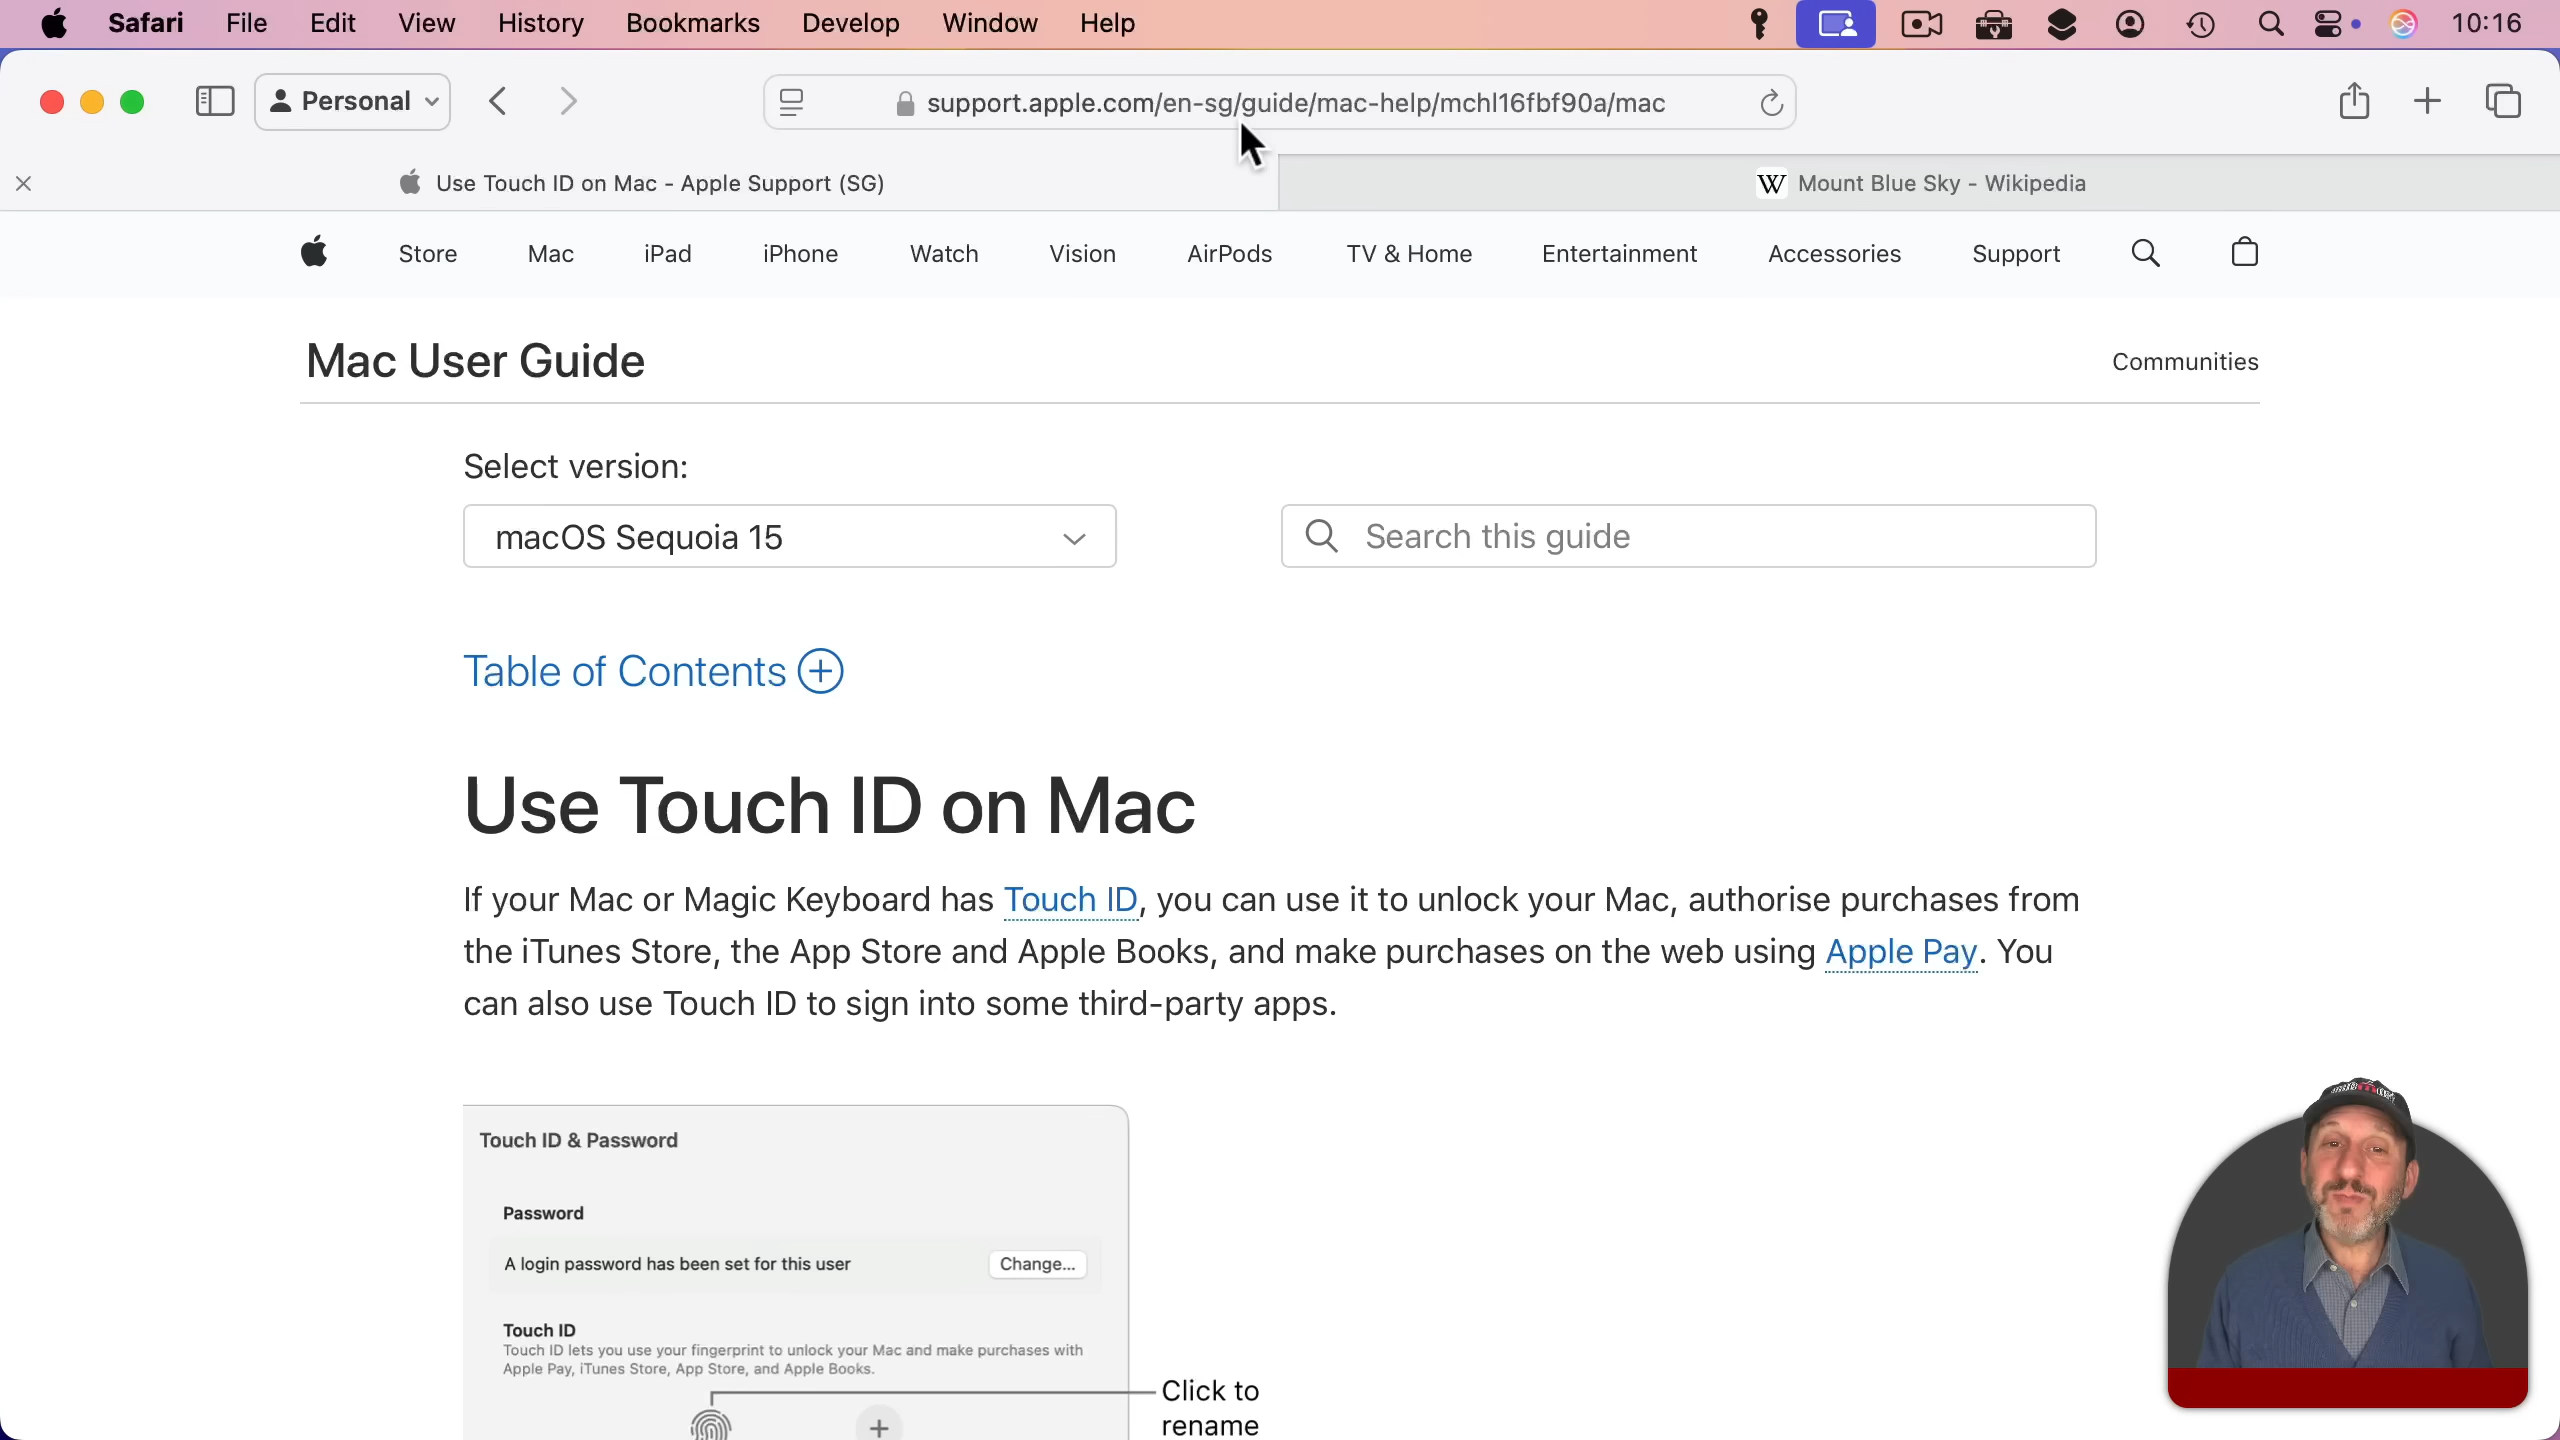 Safari File Edit View History Bookmarks Develop Window Help 10:16
Personal support.apple.com/en-sg/guide/mac-help/mchl16fbf90a/mac
Use Touch ID on Mac - Apple Support (SG) W Mount Blue Sky - Wikipedia
Store Mac iPad iPhone Watch Vision AirPods TV & Home Entertainment Accessories Support
Mac User Guide Communities
Select version:
macOS Sequoia 15 Search this guide
Table of Contents
Use Touch ID on Mac
If your Mac or Magic Keyboard has Touch ID, you can use it to unlock your Mac, authorise purchases from
the iTunes Store, the App Store and Apple Books, and make purchases on the web using Apple Pay. You
can also use Touch ID to sign into some third-party apps.
Touch ID & Password
Password
A login password has been set for this user Change...
Touch ID
Touch ID lets you use your fingerprint to unlock your Mac and make purchases with
Apple Pay, iTunes Store, App Store, and Apple Books.
Click to
rename